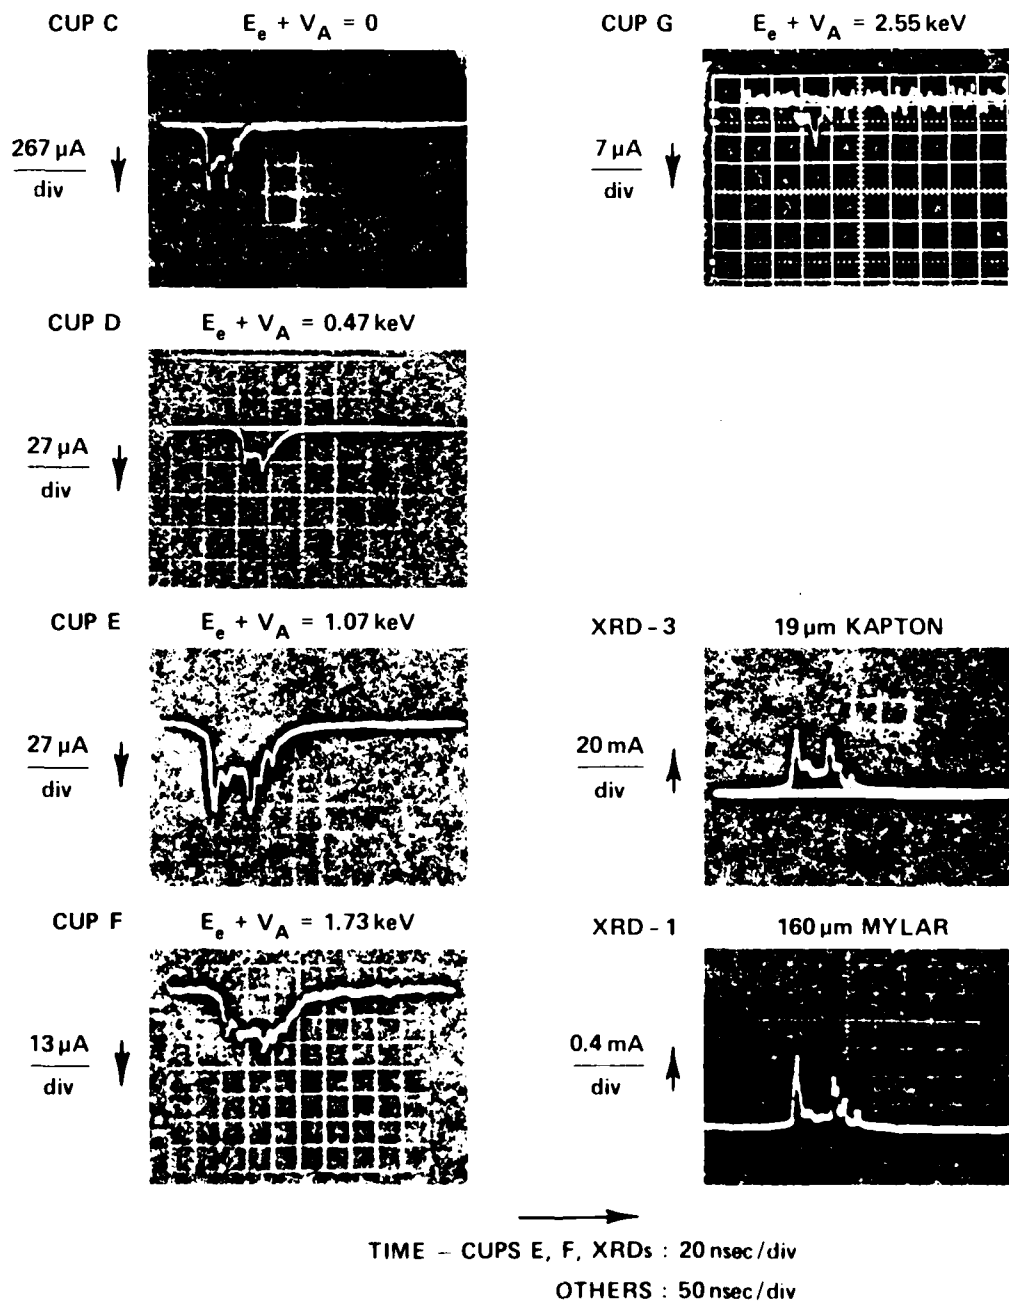 CUP C E_e + V_A = 0
267 µA
div
CUP G E_e + V_A = 2.55 keV
7 µA
div
CUP D E_e + V_A = 0.47 keV
27 µA
div
CUP E E_e + V_A = 1.07 keV
27 µA
div
XRD - 3 19 µm KAPTON
20 mA
div
CUP F E_e + V_A = 1.73 keV
13 µA
div
XRD - 1 160 µm MYLAR
0.4 mA
div
TIME – CUPS E, F, XRDs : 20 nsec/div
OTHERS : 50 nsec/div